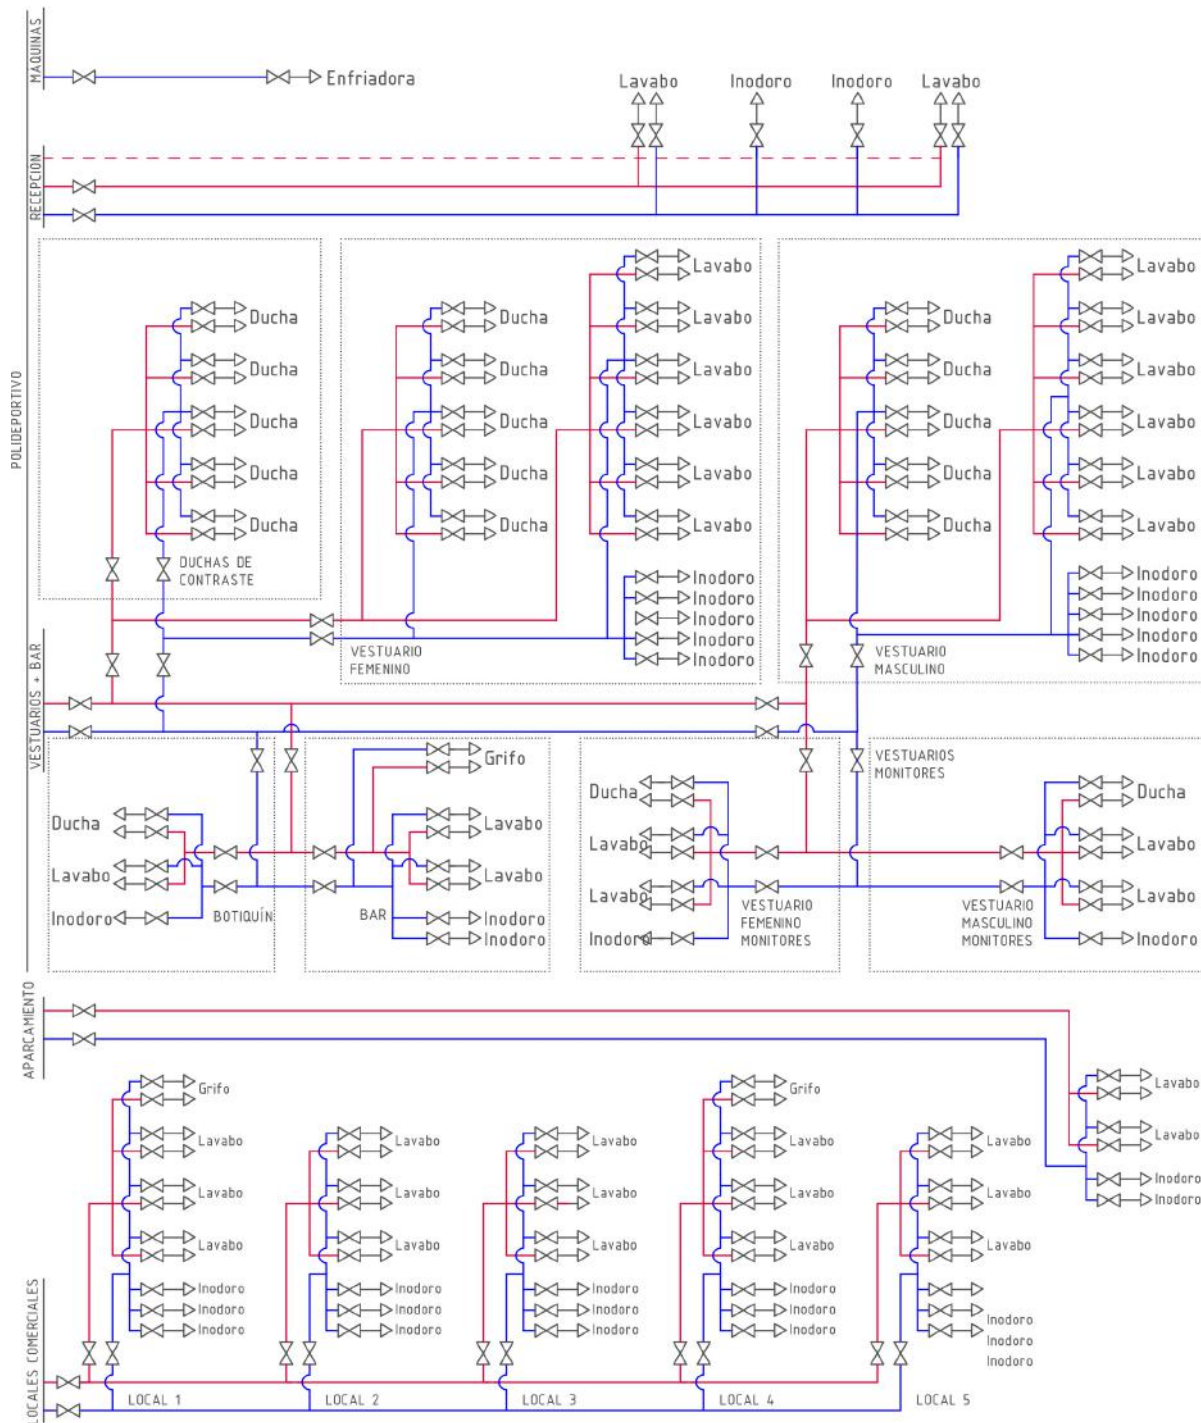 POLIDEPORTIVO
MÁQUINAS
Enfriadora
RECEPCION
Lavabo
Inodoro
Inodoro
Lavabo
Ducha
Ducha
Ducha
Ducha
Ducha
DUCHAS DE
CONTRASTE
Ducha
Ducha
Ducha
Ducha
Ducha
Lavabo
Lavabo
Lavabo
Lavabo
Lavabo
Lavabo
Inodoro
Inodoro
Inodoro
Inodoro
Inodoro
VESTUARIO
FEMENINO
Ducha
Ducha
Ducha
Ducha
Ducha
Lavabo
Lavabo
Lavabo
Lavabo
Lavabo
Lavabo
Inodoro
Inodoro
Inodoro
Inodoro
Inodoro
VESTUARIO
MASCULINO
VESTUARIOS + BAR
Ducha
Lavabo
Inodoro
BOTIQUÍN
Grifo
Lavabo
Lavabo
Inodoro
Inodoro
BAR
Ducha
Lavabo
Lavabo
Inodoro
VESTUARIO
FEMENINO
MONITORES
VESTUARIOS
MONITORES
Ducha
Lavabo
Lavabo
Inodoro
VESTUARIO
MASCULINO
MONITORES
APARCAMIENTO
Lavabo
Lavabo
Inodoro
Inodoro
LOCALES COMERCIALES
Grifo
Lavabo
Lavabo
Lavabo
Inodoro
Inodoro
Inodoro
LOCAL 1
Lavabo
Lavabo
Lavabo
Inodoro
Inodoro
Inodoro
LOCAL 2
Lavabo
Lavabo
Lavabo
Inodoro
Inodoro
Inodoro
LOCAL 3
Grifo
Lavabo
Lavabo
Lavabo
Inodoro
Inodoro
Inodoro
LOCAL 4
Lavabo
Lavabo
Lavabo
Inodoro
Inodoro
Inodoro
LOCAL 5